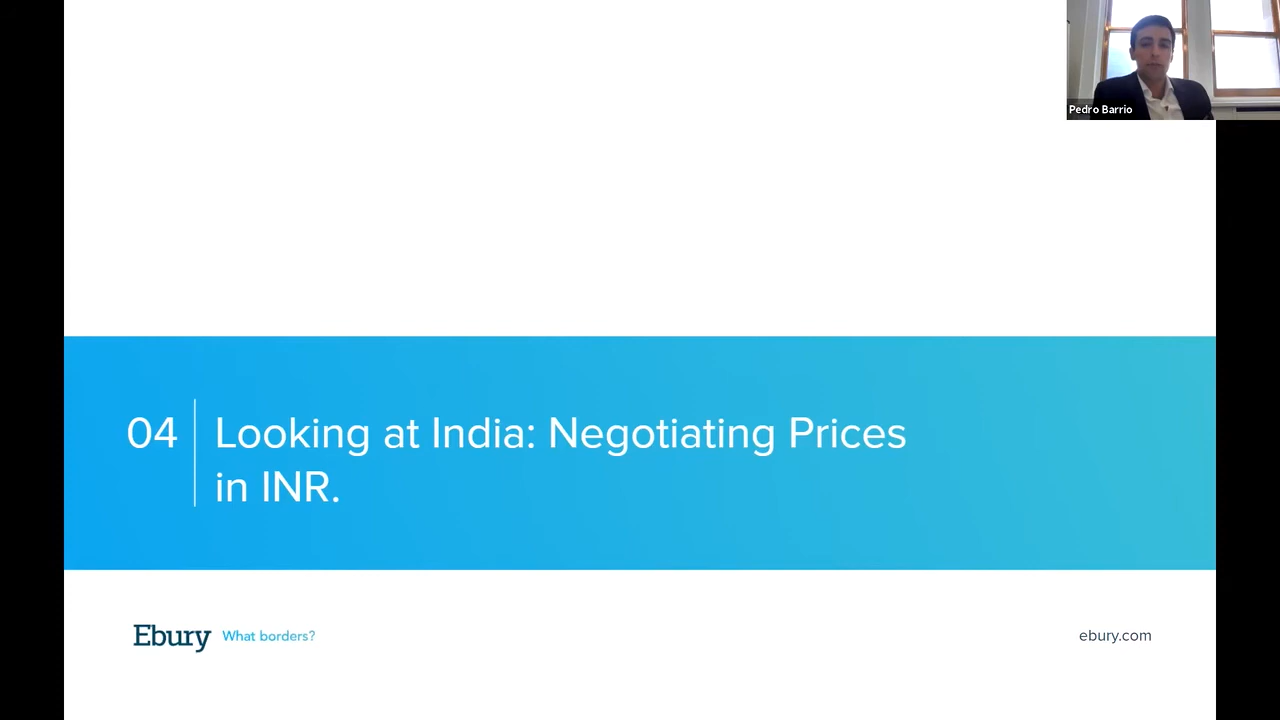 Pedro Barrio
04
Looking at India: Negotiating Prices
in INR.
Ebury What borders?
ebury.com